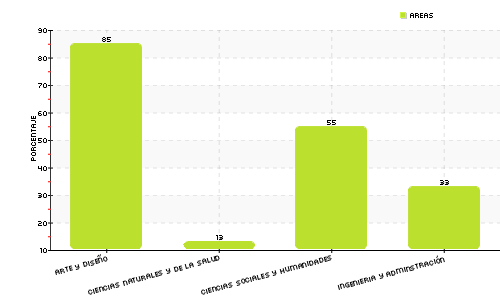 AREAS
90
85
80
70
60
55
50
40
33
30
20
13
10
PORCENTAJE
ARTE Y DISEÑO
CIENCIAS NATURALES Y DE LA SALUD
CIENCIAS SOCIALES Y HUMANIDADES
INGENIERIA Y ADMINSTRACIÓN